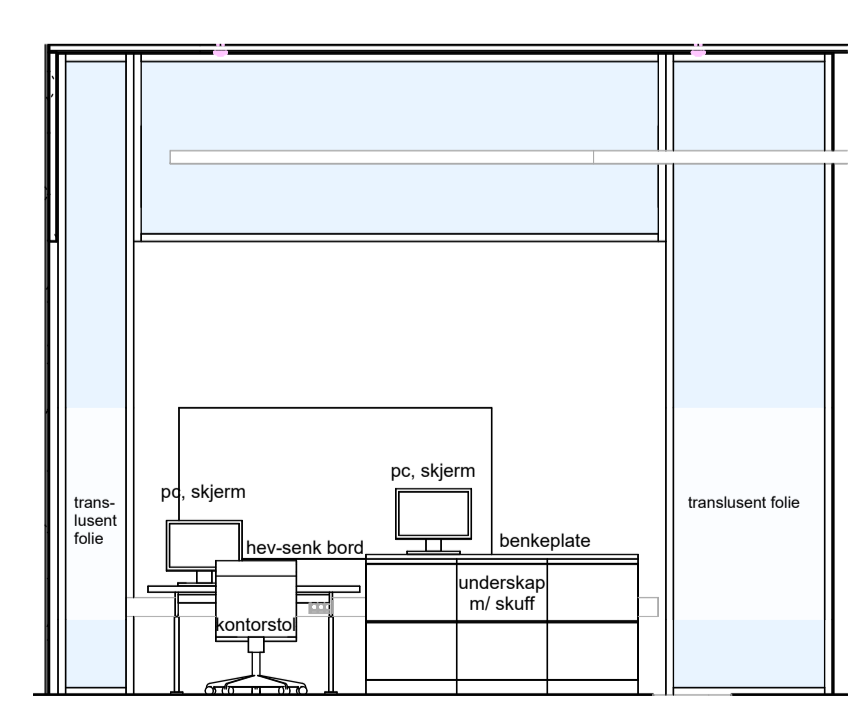 pc, skjerm
pc, skjerm
trans-
lusent
folie
translusent folie
benkeplate
hev-senk bord
underskap
m/ skuff
kontorstol